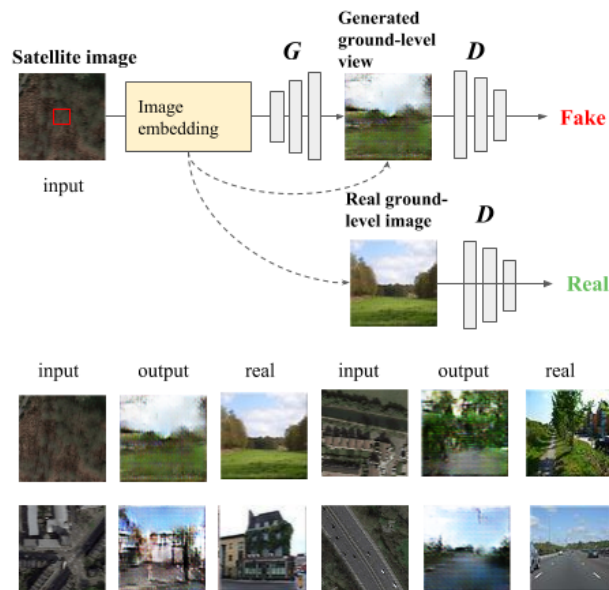 Satellite image
G
Generated
ground-level
view
D
Image
embedding
Fake
input
Real ground-
level image
D
Real
input output real input output real